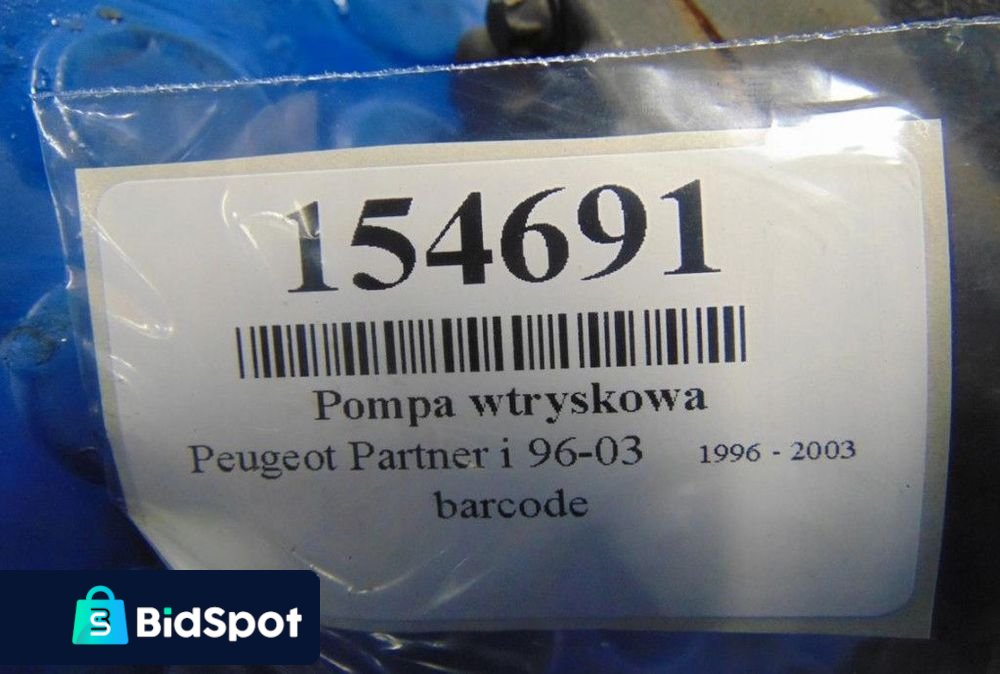 154691
Pompa wtryskowa
Peugeot Partner i 96-03 1996 - 2003
barcode
BidSpot